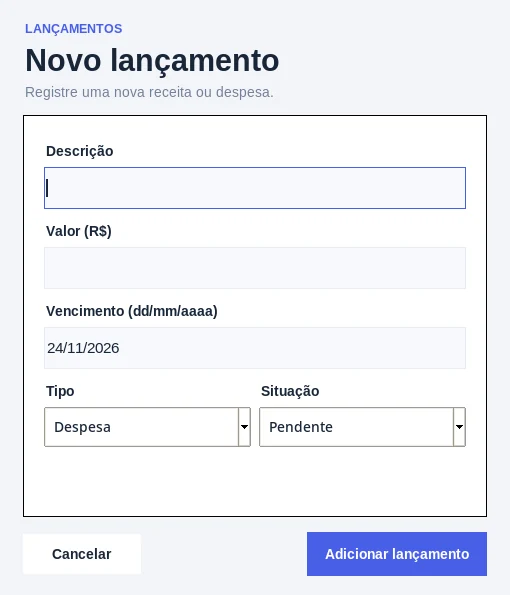 LANÇAMENTOS
Novo lançamento
Registre uma nova receita ou despesa.
Descrição
Valor (R$)
Vencimento (dd/mm/aaaa)
24/11/2026
Tipo Situação
Despesa Pendente
Cancelar Adicionar lançamento